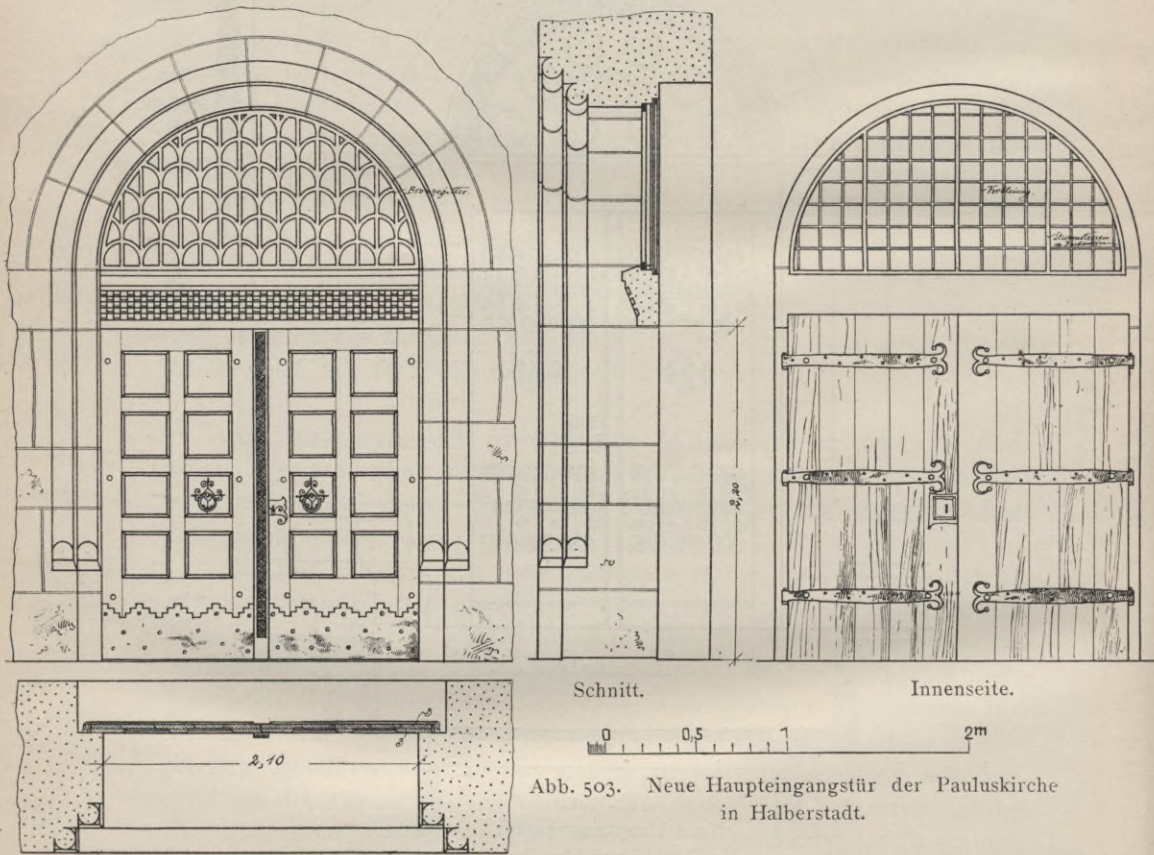 Bronzegitter.
Verbleiung.
2,20
Schnitt.
Innenseite.
0 0,5 1 2m
2,10
Abb. 503. Neue Haupteingangstür der Pauluskirche
in Halberstadt.